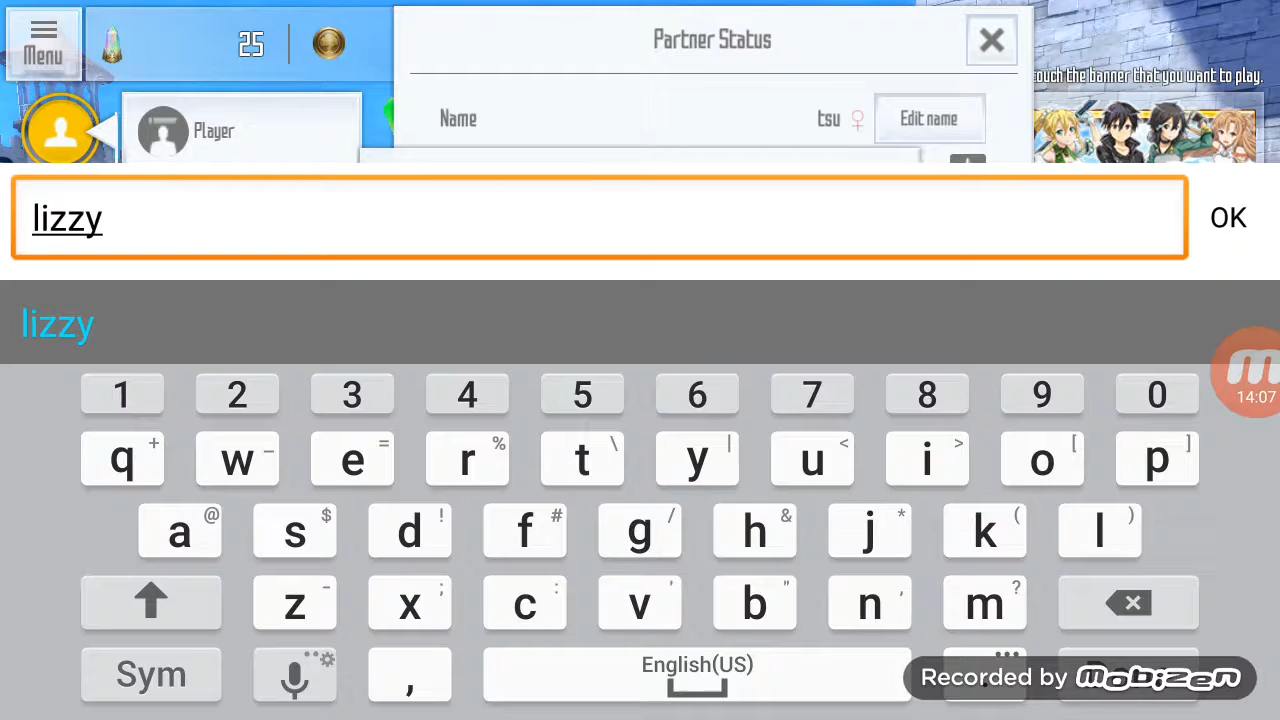 Menu
25
Partner Status
touch the banner that you want to play.
Player
Name
tsu ♀
Edit name
lizzy
OK
lizzy
14:07
1 2 3 4 5 6 7 8 9 0
q + w - e = r % t \ y | u < i > o [ p ]
a @ s $ d ! f # g / h & j * k ( l )
z - x ; c : v ' b " n , m ?
Sym , English(US)
Recorded by mobizen